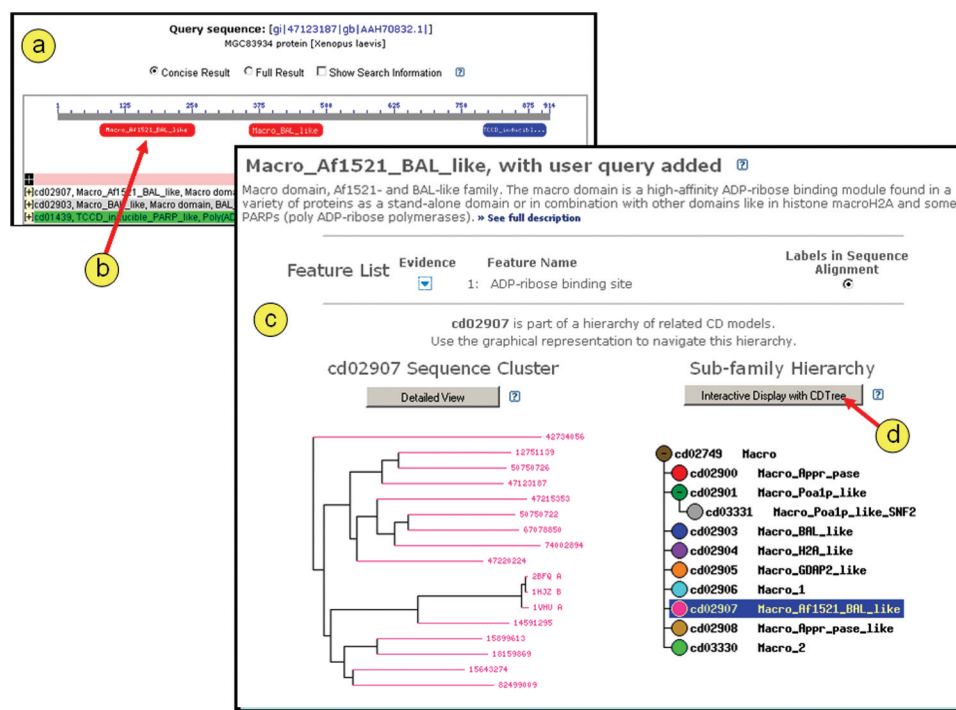 a
Query sequence: [gi|47123187|gb|AAH70832.1|]
MGC83934 protein [Xenopus laevis]
Concise Result Full Result Show Search Information ?
1 125 250 375 500 625 750 875 914
Macro_Af1521_BAL_like Macro_BAL_like TCCD_inducibl...
[+]cd02907, Macro_Af1521_BAL_like, Macro doma
[+]cd02903, Macro_BAL_like, Macro domain, BAL_
[+]cd01439, TCCD_inducible_PARP_like, Poly(AD
b
Macro_Af1521_BAL_like, with user query added ?
Macro domain, Af1521- and BAL-like family. The macro domain is a high-affinity ADP-ribose binding module found in a
variety of proteins as a stand-alone domain or in combination with other domains like in histone macroH2A and some
PARPs (poly ADP-ribose polymerases). » See full description
Feature List Evidence Feature Name Labels in Sequence Alignment
1: ADP-ribose binding site
c
cd02907 is part of a hierarchy of related CD models.
Use the graphical representation to navigate this hierarchy.
cd02907 Sequence Cluster
Detailed View ?
42734056
12751139
50750726
47123187
47215353
50750722
67078850
74002894
47220224
2BFQ A
1HJZ B
1VHU A
14591295
15899613
18159869
15643274
82499009
Sub-family Hierarchy
Interactive Display with CDTree ?
d
cd02749 Macro
cd02900 Macro_Appr_pase
cd02901 Macro_Poa1p_like
cd03331 Macro_Poa1p_like_SNF2
cd02903 Macro_BAL_like
cd02904 Macro_H2A_like
cd02905 Macro_GDAP2_like
cd02906 Macro_1
cd02907 Macro_Af1521_BAL_like
cd02908 Macro_Appr_pase_like
cd03330 Macro_2